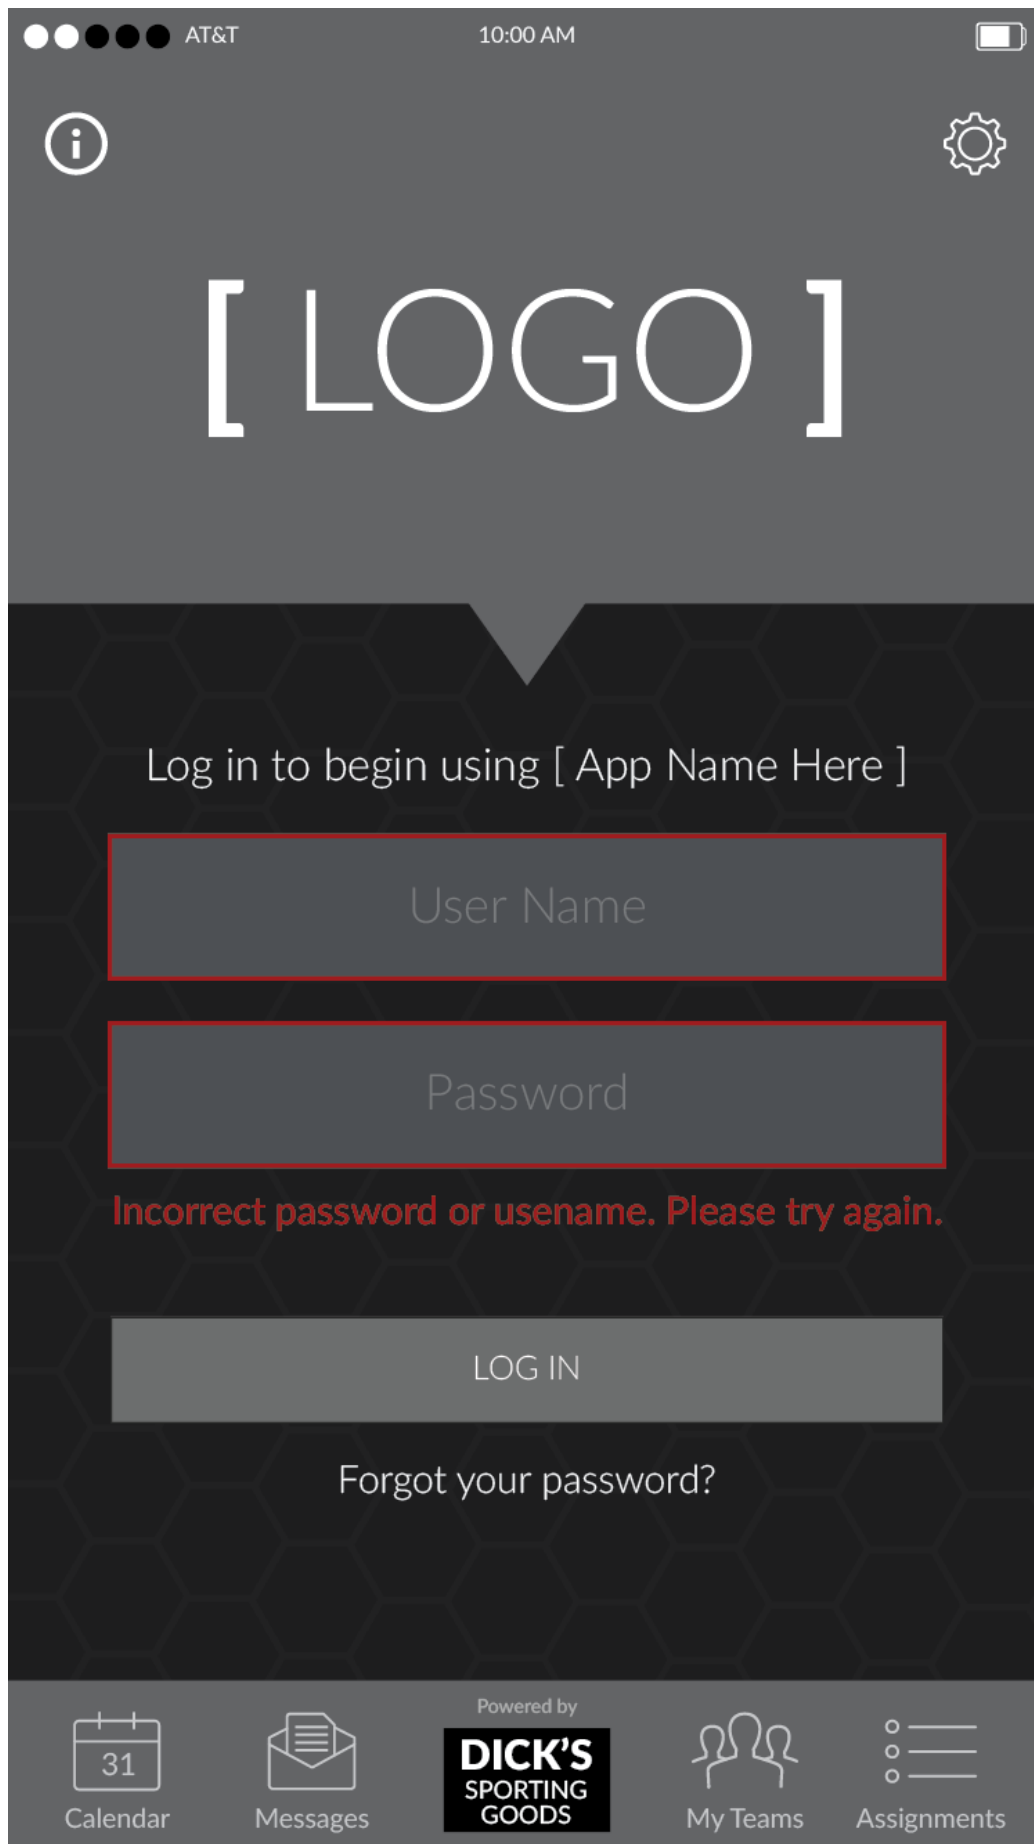 AT&T 10:00 AM
[ LOGO ]
Log in to begin using [ App Name Here ]
User Name
Password
Incorrect password or usename. Please try again.
LOG IN
Forgot your password?
31
Calendar
Messages
Powered by
DICK'S
SPORTING
GOODS
My Teams
Assignments